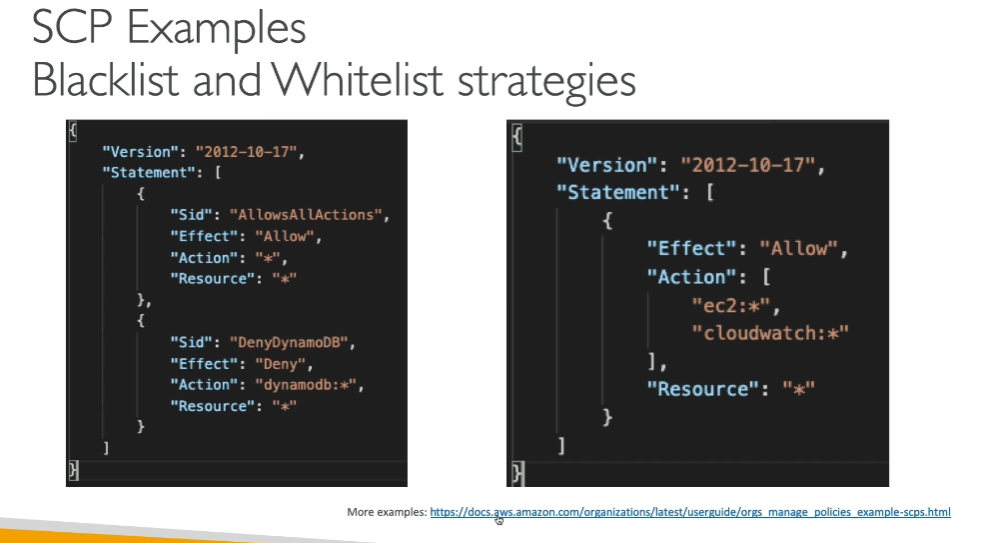 SCP Examples
Blacklist and Whitelist strategies
{
"Version": "2012-10-17",
"Statement": [
{
"Sid": "AllowsAllActions",
"Effect": "Allow",
"Action": "*",
"Resource": "*"
},
{
"Sid": "DenyDynamoDB",
"Effect": "Deny",
"Action": "dynamodb:*",
"Resource": "*"
}
]
}
{
"Version": "2012-10-17",
"Statement": [
{
"Effect": "Allow",
"Action": [
"ec2:*",
"cloudwatch:*"
],
"Resource": "*"
}
]
}
More examples: https://docs.aws.amazon.com/organizations/latest/userguide/orgs_manage_policies_example-scps.html